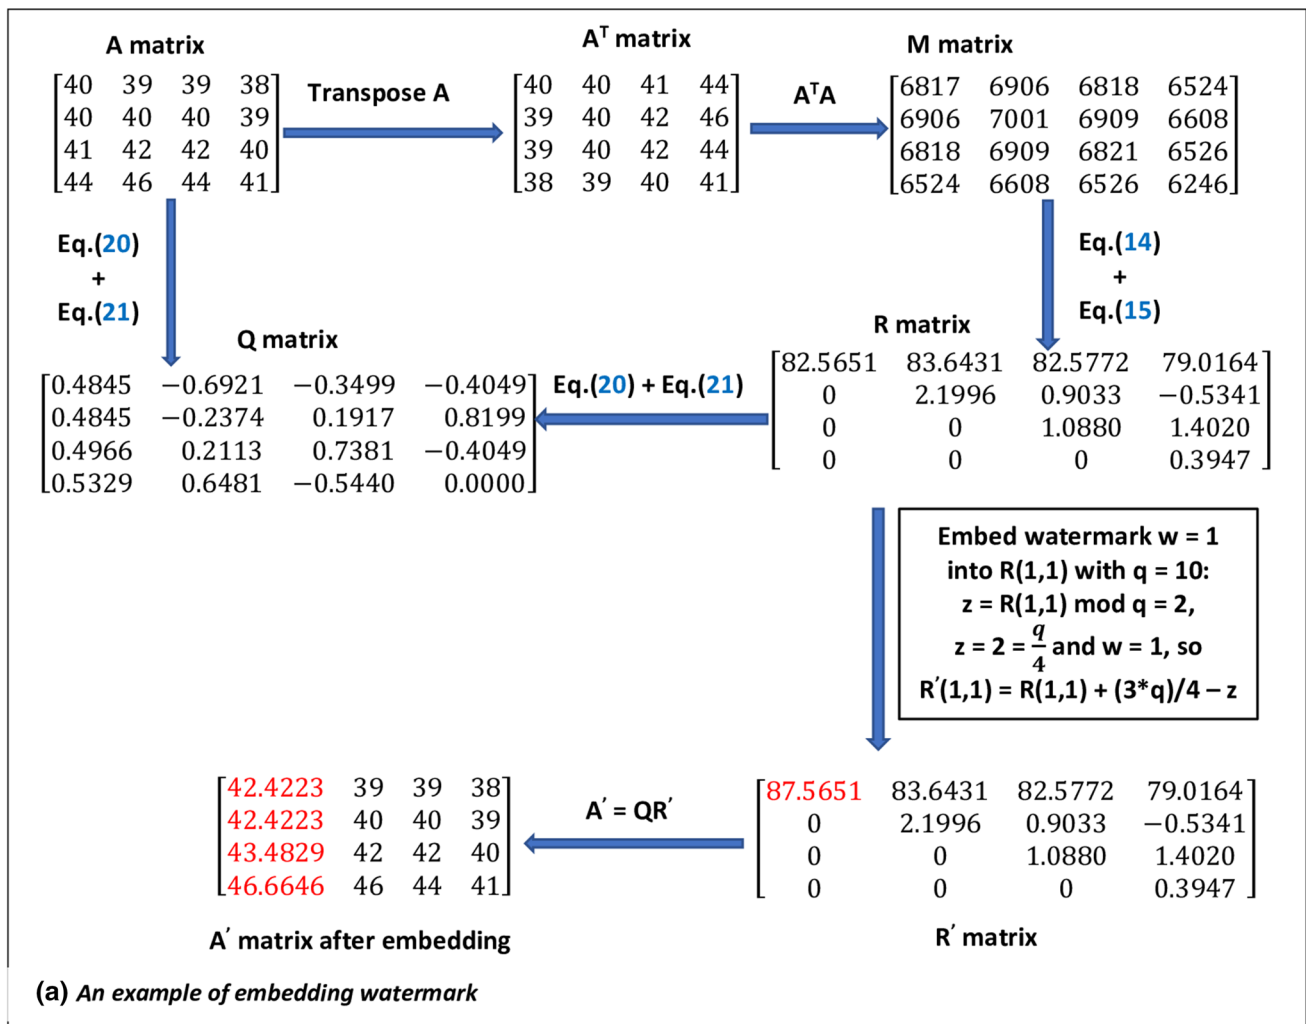 A matrix
[40 39 39 38]
[40 40 40 39]
[41 42 42 40]
[44 46 44 41]
Transpose A
Aᵀ matrix
[40 40 41 44]
[39 40 42 46]
[39 40 42 44]
[38 39 40 41]
AᵀA
M matrix
[6817 6906 6818 6524]
[6906 7001 6909 6608]
[6818 6909 6821 6526]
[6524 6608 6526 6246]
Eq.(20)
+
Eq.(21)
Eq.(14)
+
Eq.(15)
Q matrix
[0.4845 −0.6921 −0.3499 −0.4049]
[0.4845 −0.2374 0.1917 0.8199]
[0.4966 0.2113 0.7381 −0.4049]
[0.5329 0.6481 −0.5440 0.0000]
Eq.(20) + Eq.(21)
R matrix
[82.5651 83.6431 82.5772 79.0164]
[0 2.1996 0.9033 −0.5341]
[0 0 1.0880 1.4020]
[0 0 0 0.3947]
Embed watermark w = 1
into R(1,1) with q = 10:
z = R(1,1) mod q = 2,
z = 2 = q/4 and w = 1, so
R′(1,1) = R(1,1) + (3*q)/4 – z
[42.4223 39 39 38]
[42.4223 40 40 39]
[43.4829 42 42 40]
[46.6646 46 44 41]
A′ matrix after embedding
A′ = QR′
[87.5651 83.6431 82.5772 79.0164]
[0 2.1996 0.9033 −0.5341]
[0 0 1.0880 1.4020]
[0 0 0 0.3947]
R′ matrix
(a) An example of embedding watermark